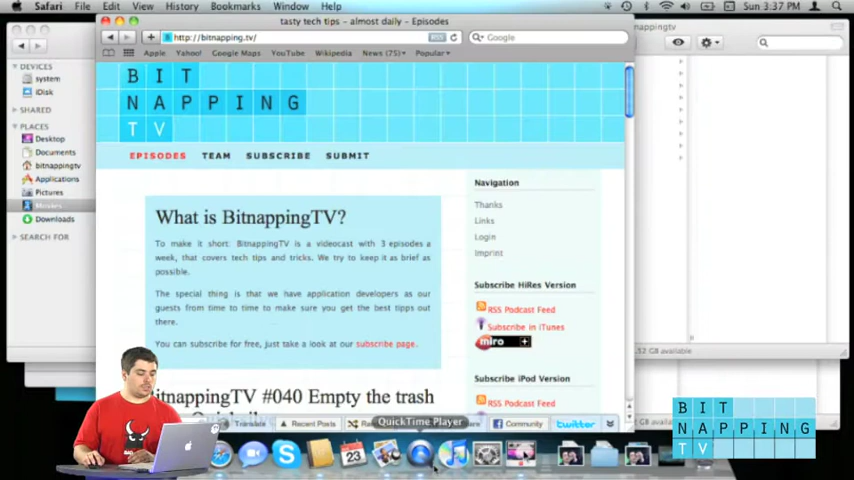 Safari File Edit View History Bookmarks Window Help
Sun 3:37 PM
tasty tech tips – almost daily – Episodes
nappingtv
http://bitnapping.tv/
RSS
Google
Apple Yahoo! Google Maps YouTube Wikipedia News (75) Popular
DEVICES
system
iDisk
SHARED
PLACES
Desktop
Documents
bitnappingtv
Applications
Pictures
Movies
Downloads
SEARCH FOR
BIT
NAPPING
TV
EPISODES TEAM SUBSCRIBE SUBMIT
What is BitnappingTV?
To make it short: BitnappingTV is a videocast with 3 episodes a
week, that covers tech tips and tricks. We try to keep it as brief as
possible.
The special thing is that we have application developers as our
guests from time to time to make sure you get the best tipps out
there.
You can subscribe for free, just take a look at our subscribe page.
itnappingTV #040 Empty the trash
Navigation
Thanks
Links
Login
Imprint
Subscribe HiRes Version
RSS Podcast Feed
Subscribe in iTunes
miro
Subscribe iPod Version
RSS Podcast Feed
Translate Recent Posts Community twitter
QuickTime Player
23
.52 GB available
GB available
BIT
NAPPING
TV